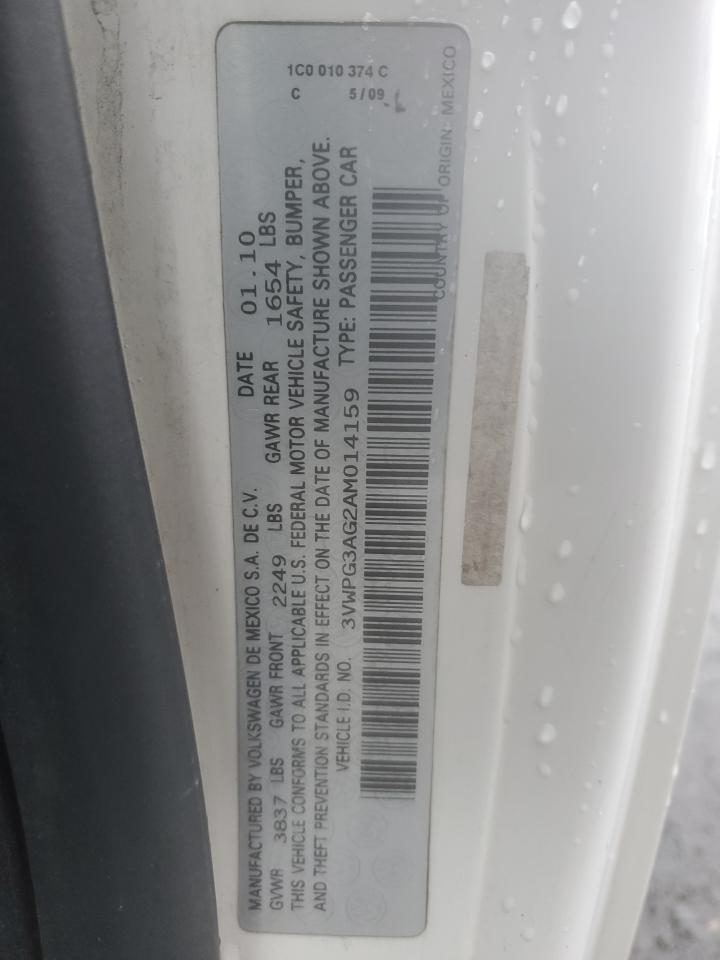 1C0 010 374 C
C 5/09
MANUFACTURED BY VOLKSWAGEN DE MEXICO S.A. DE C.V. DATE 01.10
GVWR 3837 LBS GAWR FRONT 2249 LBS GAWR REAR 1654 LBS
THIS VEHICLE CONFORMS TO ALL APPLICABLE U.S. FEDERAL MOTOR VEHICLE SAFETY, BUMPER,
AND THEFT PREVENTION STANDARDS IN EFFECT ON THE DATE OF MANUFACTURE SHOWN ABOVE.
VEHICLE I.D. NO. 3VWPG3AG2AM014159 TYPE: PASSENGER CAR
COUNTRY OF ORIGIN: MEXICO